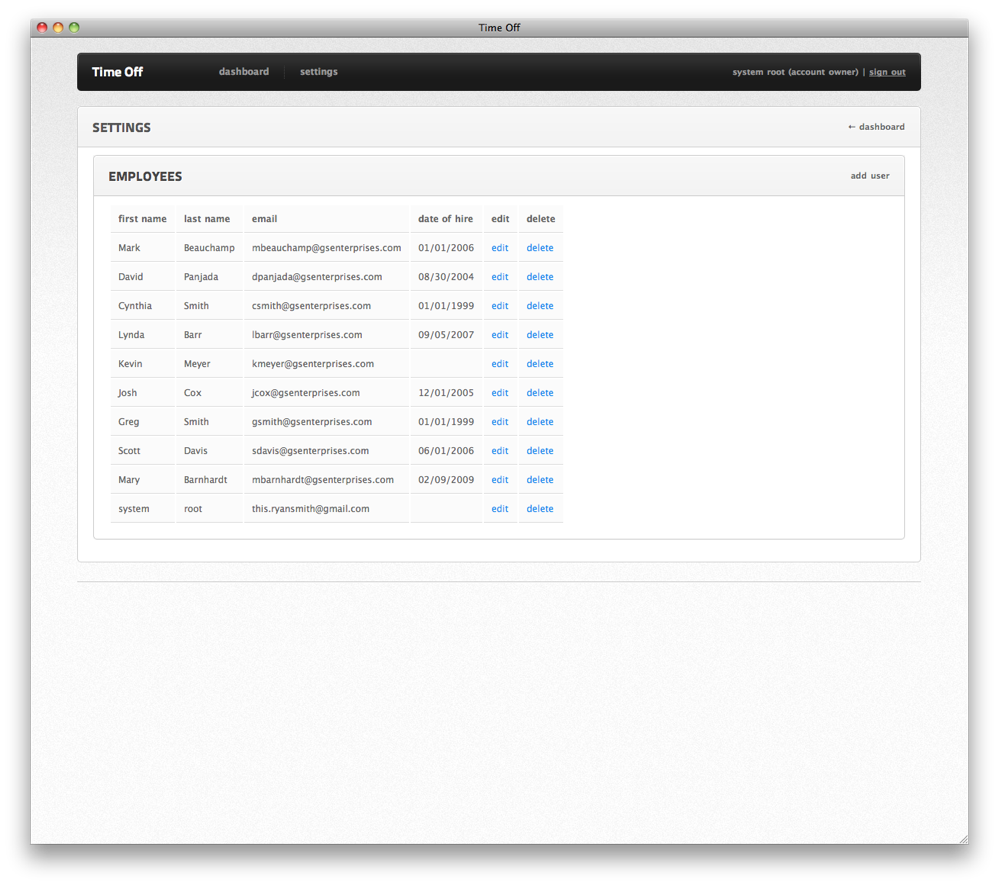 Time Off
Time Off dashboard settings system root (account owner) | sign out
SETTINGS ← dashboard
EMPLOYEES add user
first name last name email date of hire edit delete
Mark Beauchamp mbeauchamp@gsenterprises.com 01/01/2006 edit delete
David Panjada dpanjada@gsenterprises.com 08/30/2004 edit delete
Cynthia Smith csmith@gsenterprises.com 01/01/1999 edit delete
Lynda Barr lbarr@gsenterprises.com 09/05/2007 edit delete
Kevin Meyer kmeyer@gsenterprises.com edit delete
Josh Cox jcox@gsenterprises.com 12/01/2005 edit delete
Greg Smith gsmith@gsenterprises.com 01/01/1999 edit delete
Scott Davis sdavis@gsenterprises.com 06/01/2006 edit delete
Mary Barnhardt mbarnhardt@gsenterprises.com 02/09/2009 edit delete
system root this.ryansmith@gmail.com edit delete